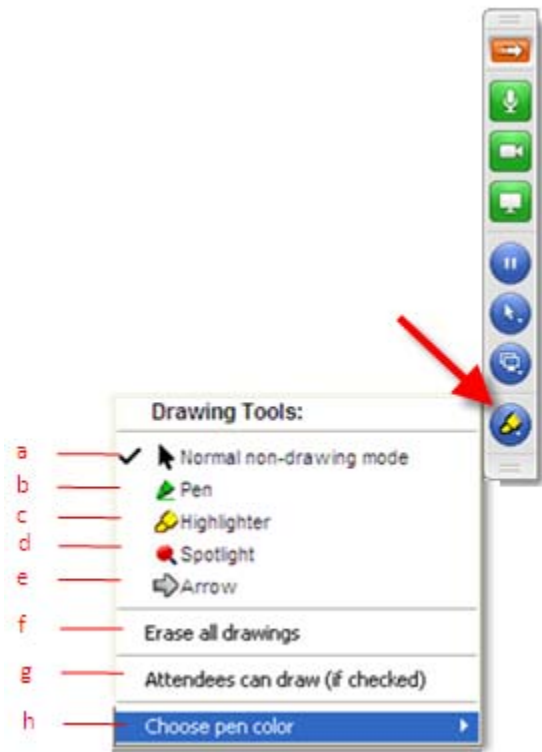 Drawing Tools:
a Normal non-drawing mode
b Pen
c Highlighter
d Spotlight
e Arrow
f Erase all drawings
g Attendees can draw (if checked)
h Choose pen color